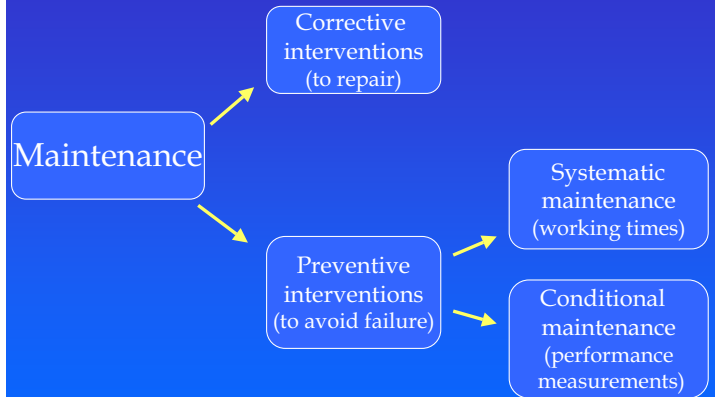 Corrective
interventions
(to repair)
Maintenance
Systematic
maintenance
(working times)
Preventive
interventions
(to avoid failure)
Conditional
maintenance
(performance
measurements)